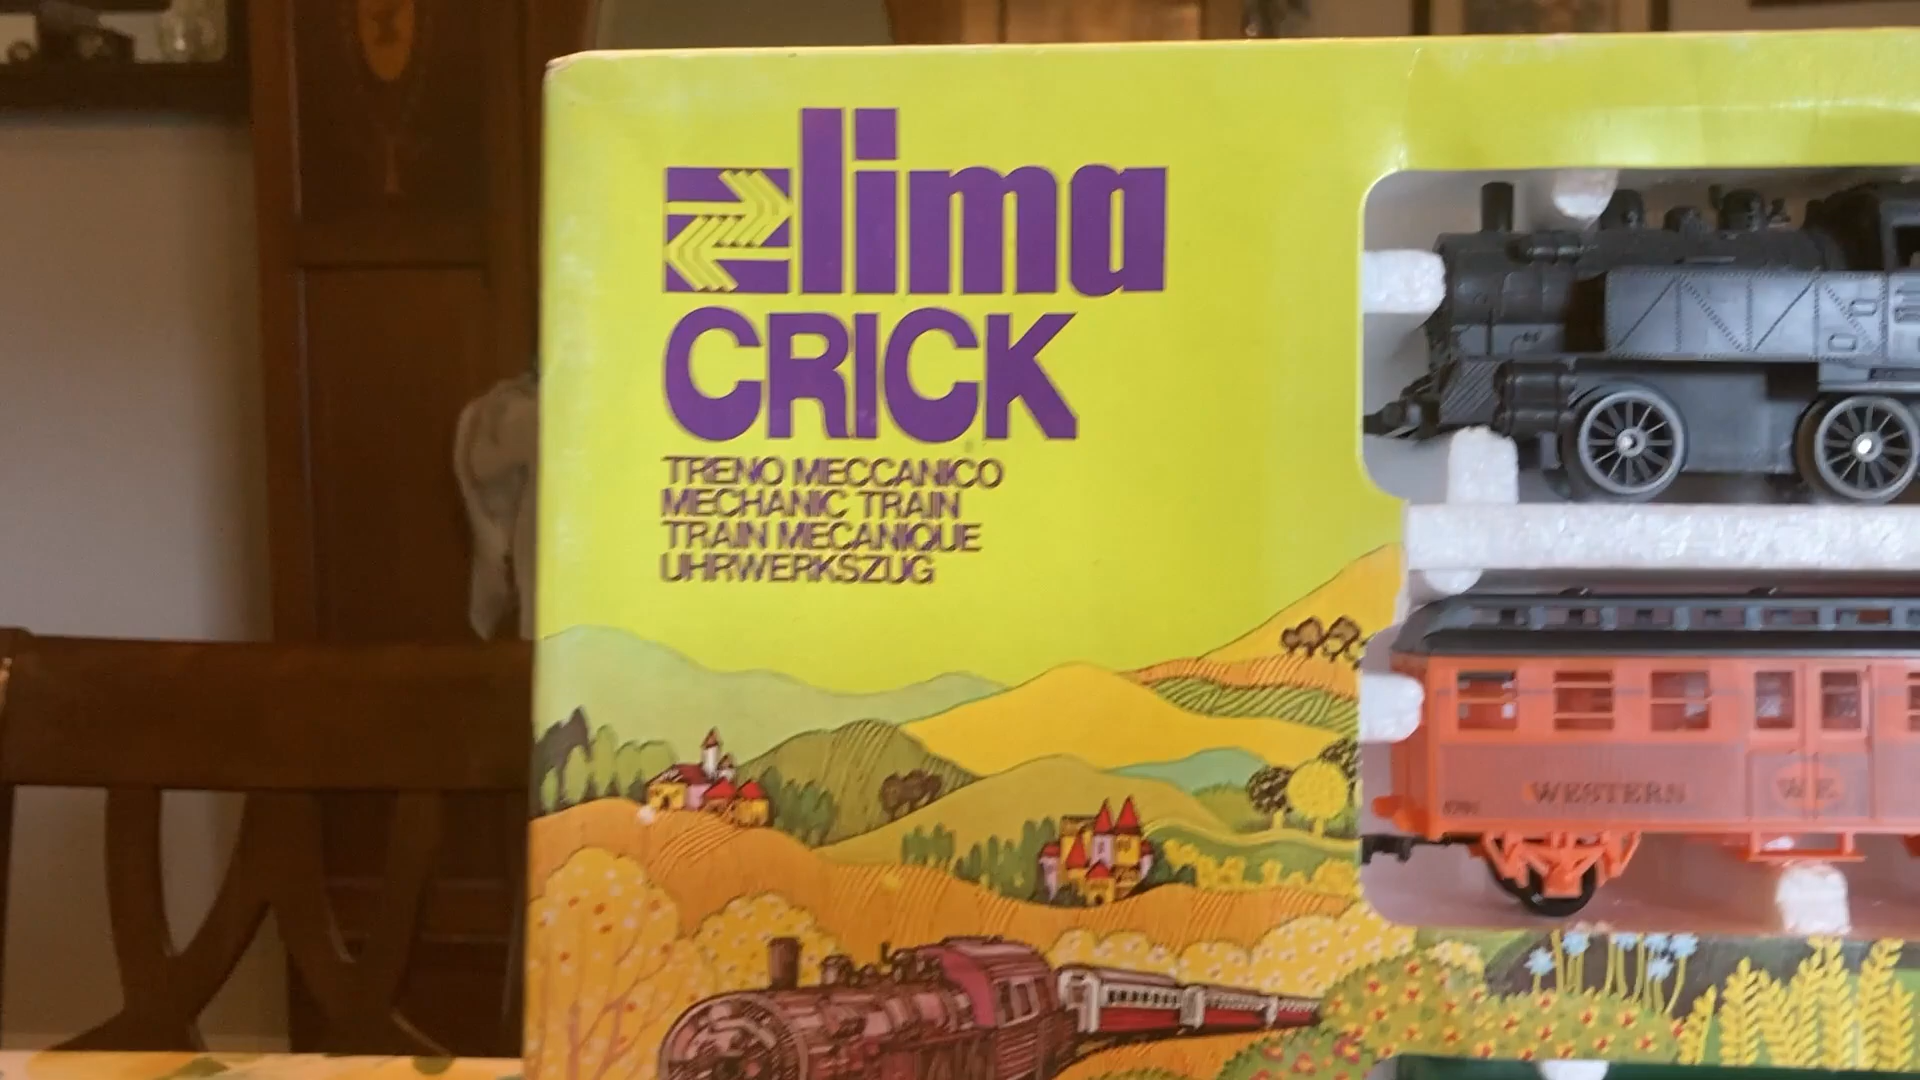 lima
CRICK
TRENO MECCANICO
MECHANIC TRAIN
TRAIN MECANIQUE
UHRWERKSZUG
WESTERN
W.E.